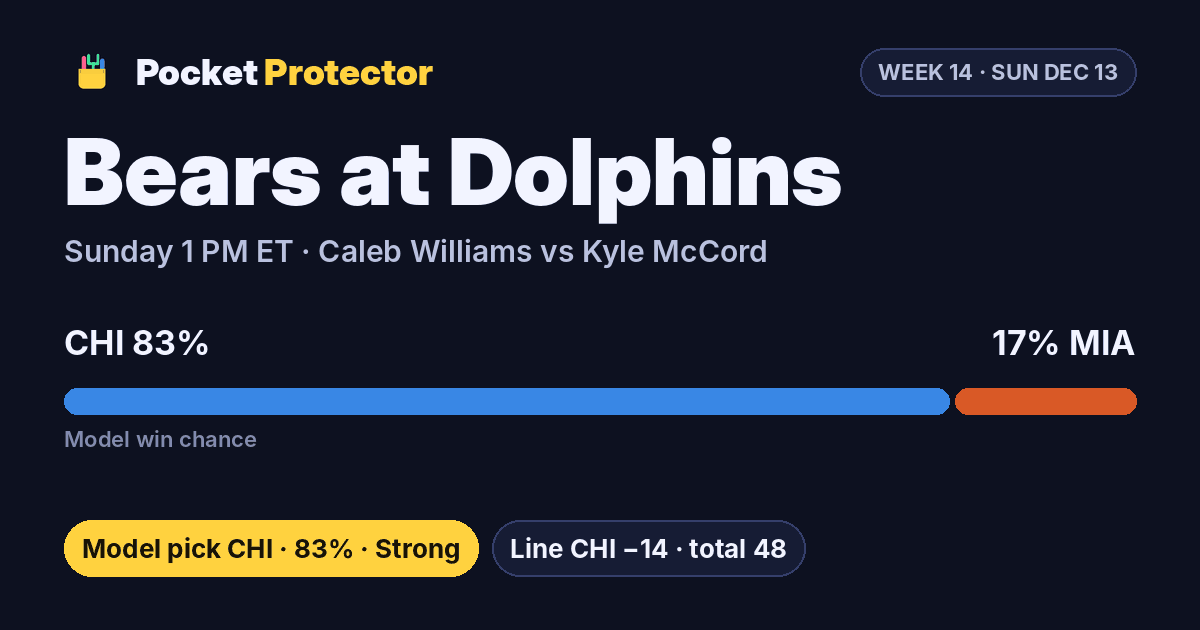 Pocket Protector
WEEK 14 · SUN DEC 13
Bears at Dolphins
Sunday 1 PM ET · Caleb Williams vs Kyle McCord
CHI 83%
17% MIA
Model win chance
Model pick CHI · 83% · Strong
Line CHI −14 · total 48